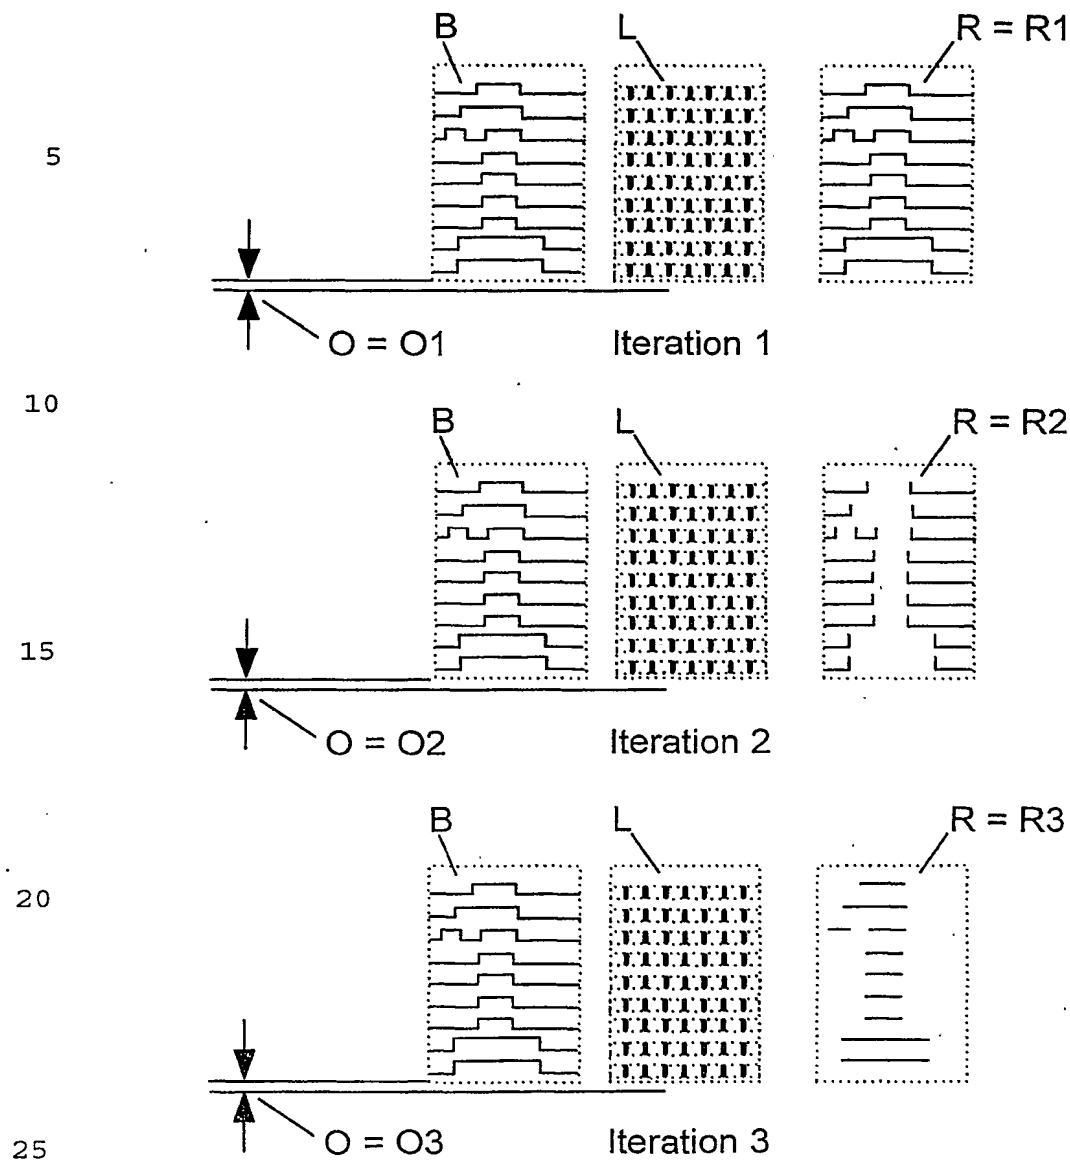 B L R = R1
5
O = O1 Iteration 1
10
B L R = R2
15
O = O2 Iteration 2
B L R = R3
20
O = O3 Iteration 3
25